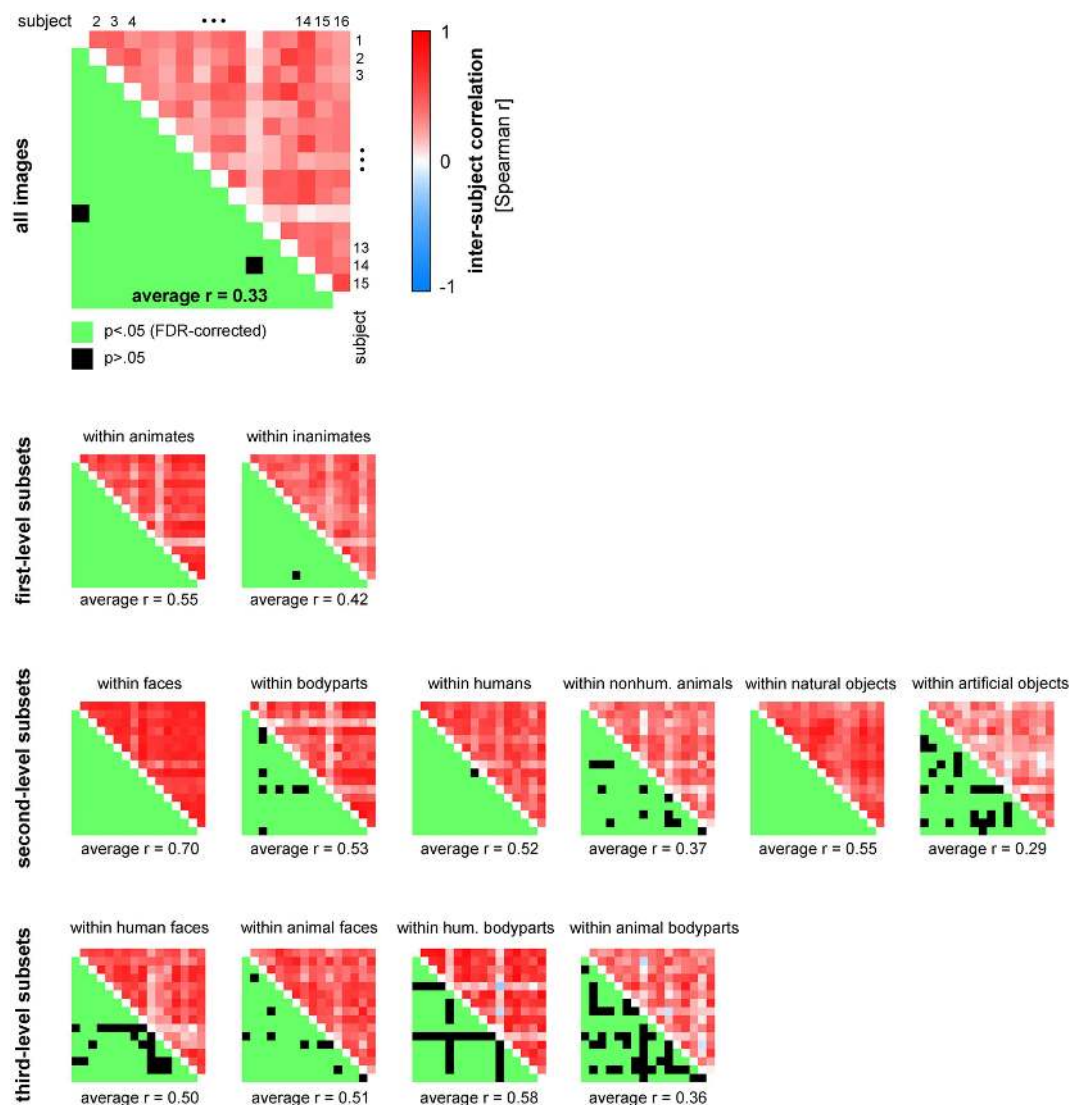 subject 2 3 4 ••• 14 15 16
1
2
3
•••
13
14
15
subject
all images
average r = 0.33
p<.05 (FDR-corrected)
p>.05
1
0
-1
inter-subject correlation
[Spearman r]
first-level subsets
within animates within inanimates
average r = 0.55 average r = 0.42
second-level subsets
within faces within bodyparts within humans within nonhum. animals within natural objects within artificial objects
average r = 0.70 average r = 0.53 average r = 0.52 average r = 0.37 average r = 0.55 average r = 0.29
third-level subsets
within human faces within animal faces within hum. bodyparts within animal bodyparts
average r = 0.50 average r = 0.51 average r = 0.58 average r = 0.36